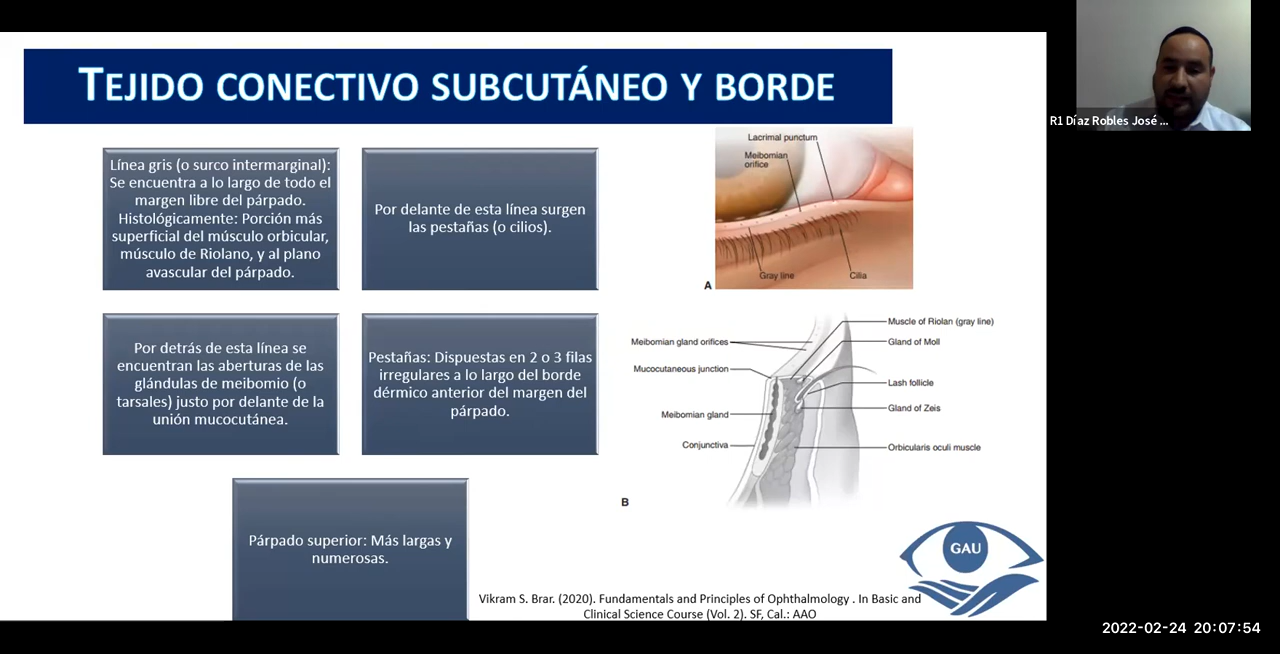 TEJIDO CONECTIVO SUBCUTÁNEO Y BORDE
R1 Díaz Robles José ...
Línea gris (o surco intermarginal):
Se encuentra a lo largo de todo el
margen libre del párpado.
Histológicamente: Porción más
superficial del músculo orbicular,
músculo de Riolano, y al plano
avascular del párpado.
Por delante de esta línea surgen
las pestañas (o cilios).
Por detrás de esta línea se
encuentran las aberturas de las
glándulas de meibomio (o
tarsales) justo por delante de la
unión mucocutánea.
Pestañas: Dispuestas en 2 o 3 filas
irregulares a lo largo del borde
dérmico anterior del margen del
párpado.
Párpado superior: Más largas y
numerosas.
Lacrimal punctum
Meibomian
orifice
Gray line
Cilia
A
Muscle of Riolan (gray line)
Meibomian gland orifices
Gland of Moll
Mucocutaneous junction
Lash follicle
Gland of Zeis
Meibomian gland
Conjunctiva
Orbicularis oculi muscle
B
GAU
Vikram S. Brar. (2020). Fundamentals and Principles of Ophthalmology . In Basic and
Clinical Science Course (Vol. 2). SF, Cal.: AAO
2022-02-24 20:07:54